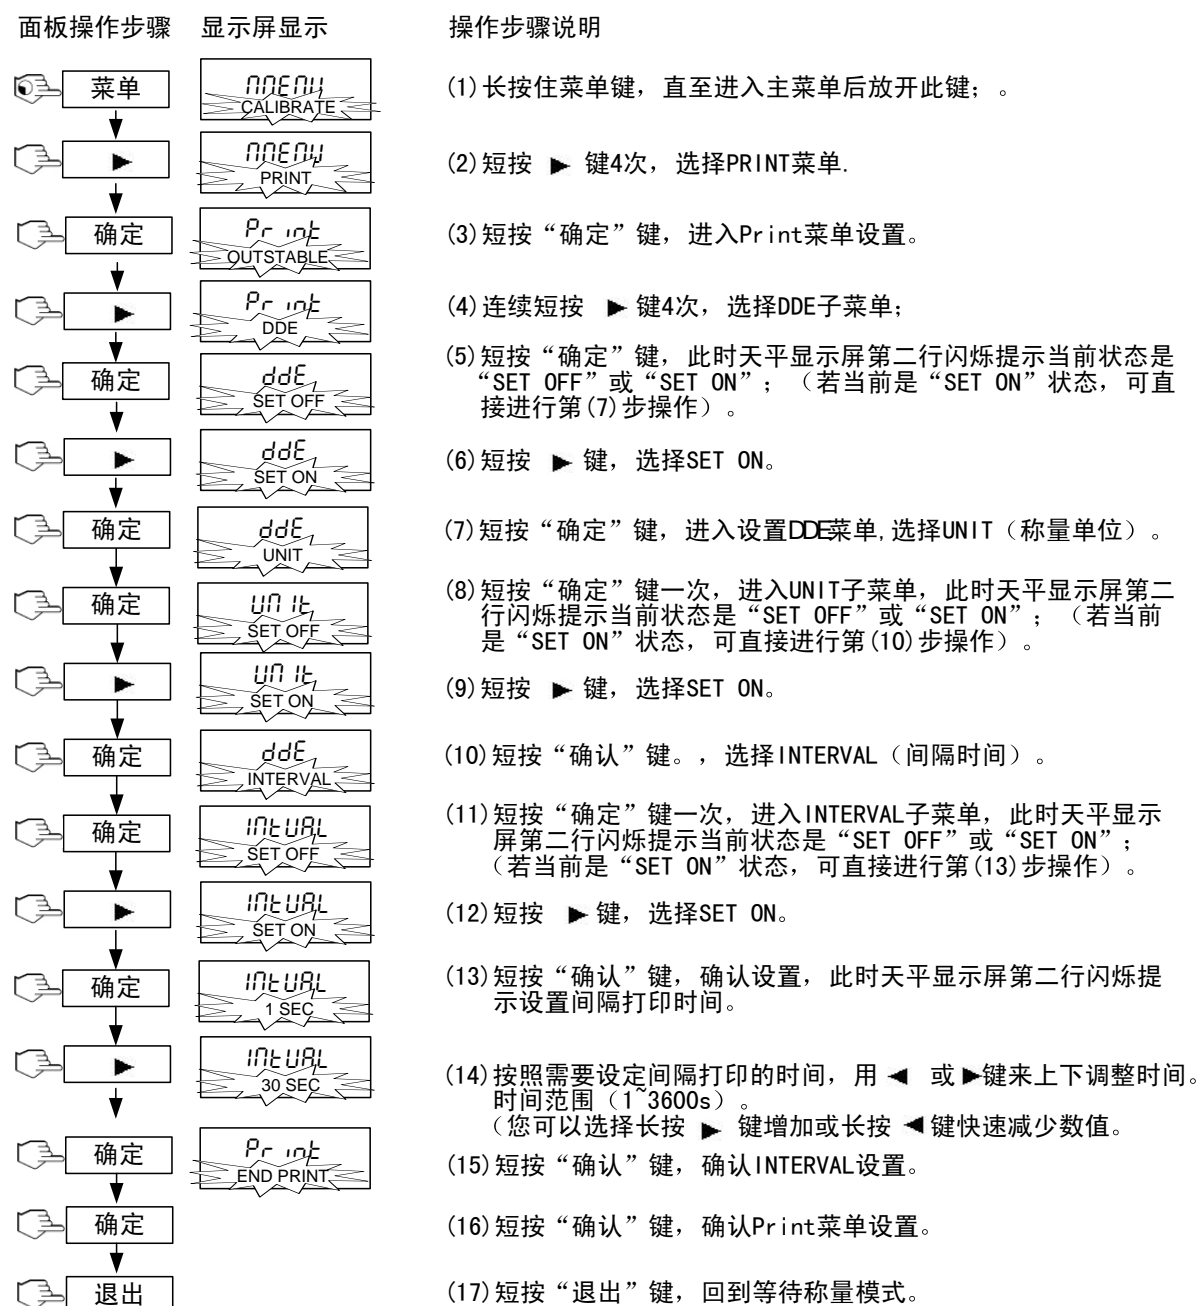 面板操作步骤 显示屏显示 操作步骤说明
菜单 MENU CALIBRATE (1)长按住菜单键，直至进入主菜单后放开此键；。
▶ MENU PRINT (2)短按 ▶ 键4次，选择PRINT菜单.
确定 Print OUTSTABLE (3)短按“确定”键，进入Print菜单设置。
▶ Print DDE (4)连续短按 ▶ 键4次，选择DDE子菜单；
确定 ddE SET OFF (5)短按“确定”键，此时天平显示屏第二行闪烁提示当前状态是
“SET OFF”或“SET ON”；（若当前是“SET ON”状态，可直
接进行第(7)步操作）。
▶ ddE SET ON (6)短按 ▶ 键，选择SET ON。
确定 ddE UNIT (7)短按“确定”键，进入设置DDE菜单,选择UNIT（称量单位）。
确定 UNIt SET OFF (8)短按“确定”键一次，进入UNIT子菜单，此时天平显示屏第二
行闪烁提示当前状态是“SET OFF”或“SET ON”；（若当前
是“SET ON”状态，可直接进行第(10)步操作）。
▶ UNIt SET ON (9)短按 ▶ 键，选择SET ON。
确定 ddE INTERVAL (10)短按“确认”键。，选择INTERVAL（间隔时间）。
确定 INtUAL SET OFF (11)短按“确定”键一次，进入INTERVAL子菜单，此时天平显示
屏第二行闪烁提示当前状态是“SET OFF”或“SET ON”；
（若当前是“SET ON”状态，可直接进行第(13)步操作）。
▶ INtUAL SET ON (12)短按 ▶ 键，选择SET ON。
确定 INtUAL 1 SEC (13)短按“确认”键，确认设置，此时天平显示屏第二行闪烁提
示设置间隔打印时间。
▶ INtUAL 30 SEC (14)按照需要设定间隔打印的时间，用 ◀ 或 ▶键来上下调整时间。
时间范围（1~3600s）。
（您可以选择长按 ▶ 键增加或长按 ◀ 键快速减少数值。
确定 Print END PRINT (15)短按“确认”键，确认INTERVAL设置。
确定 (16)短按“确认”键，确认Print菜单设置。
退出 (17)短按“退出”键，回到等待称量模式。